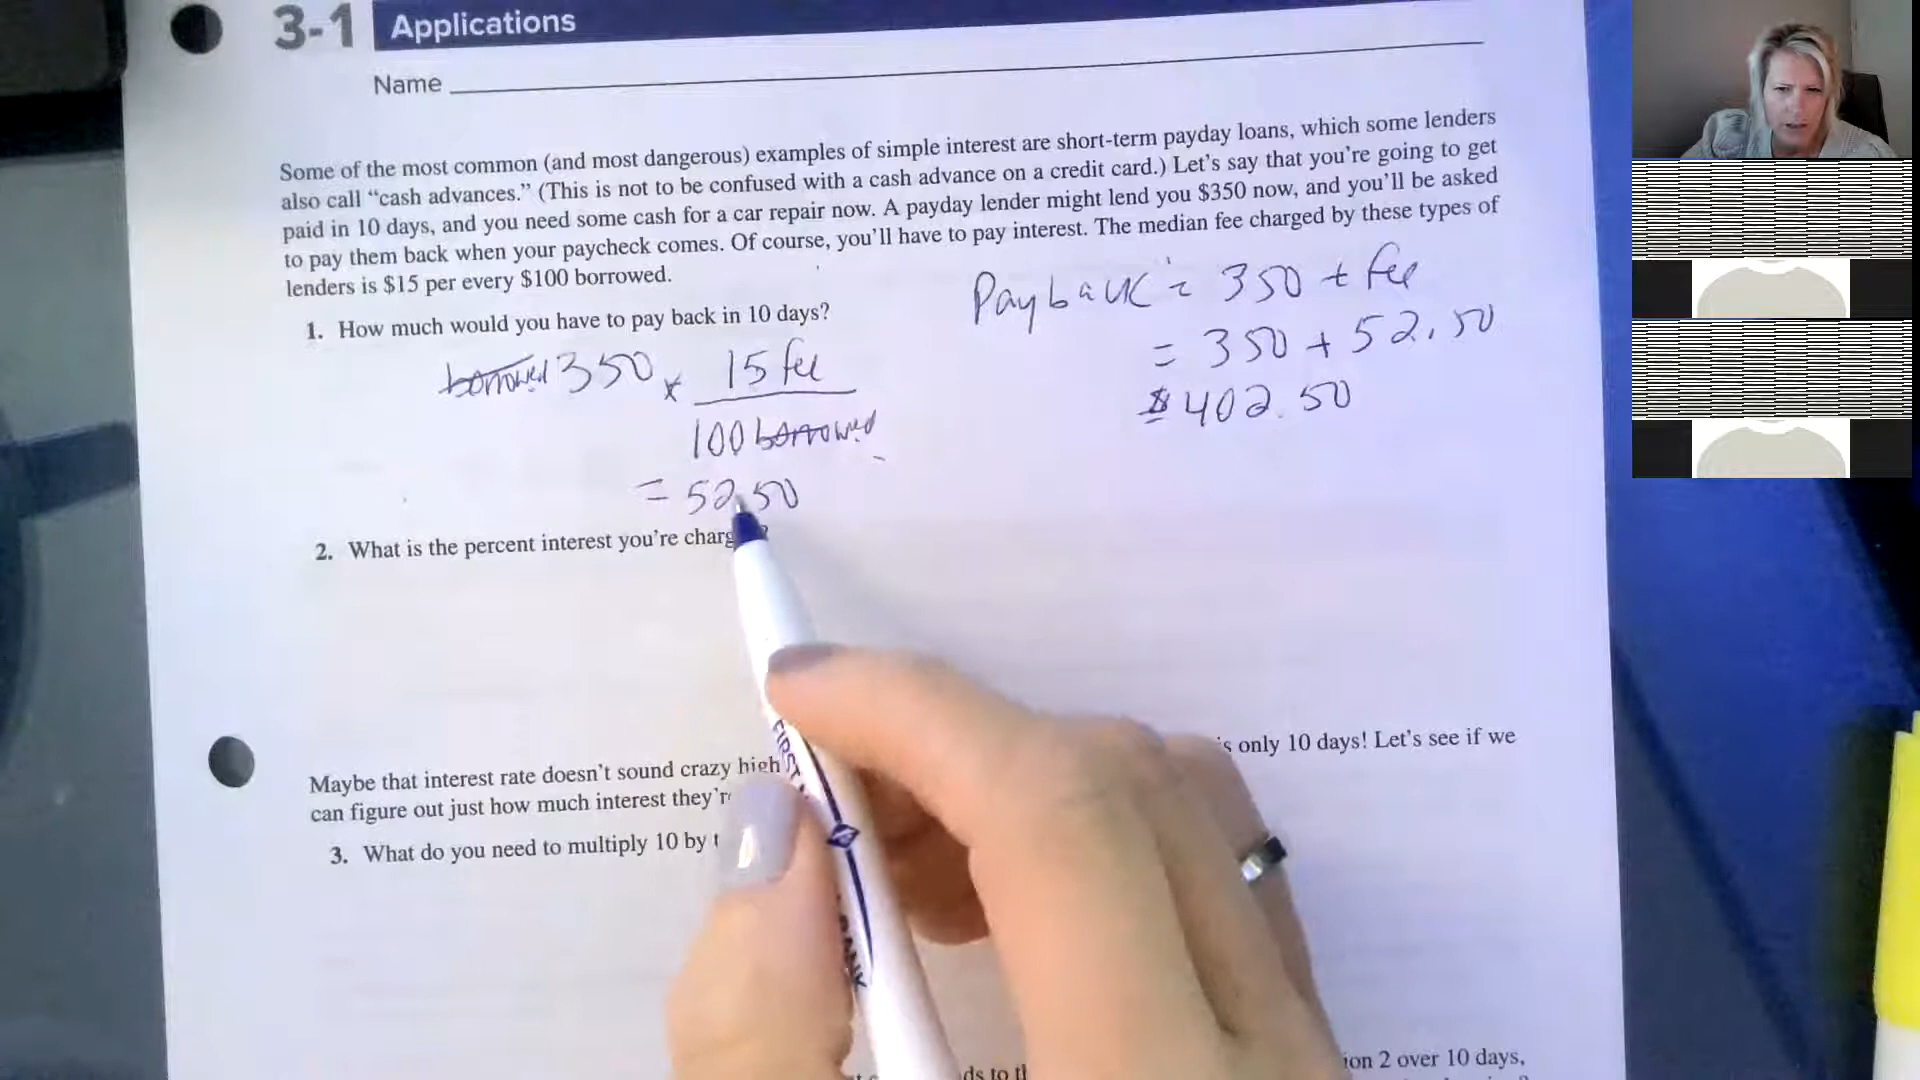 3-1 Applications
Name
Some of the most common (and most dangerous) examples of simple interest are short-term payday loans, which some lenders
also call “cash advances.” (This is not to be confused with a cash advance on a credit card.) Let’s say that you’re going to get
paid in 10 days, and you need some cash for a car repair now. A payday lender might lend you $350 now, and you’ll be asked
to pay them back when your paycheck comes. Of course, you’ll have to pay interest. The median fee charged by these types of
lenders is $15 per every $100 borrowed.
1. How much would you have to pay back in 10 days?
borrowed 350 × 15 fee
100 borrowed
= 52.50
Payback = 350 + fee
= 350 + 52.50
$402.50
2. What is the percent interest you’re
Maybe that interest rate doesn’t sound crazy high
s only 10 days! Let’s see if we
can figure out just how much interest
3. What do you need to multiply 10 by
ion 2 over 10 days,
ds to